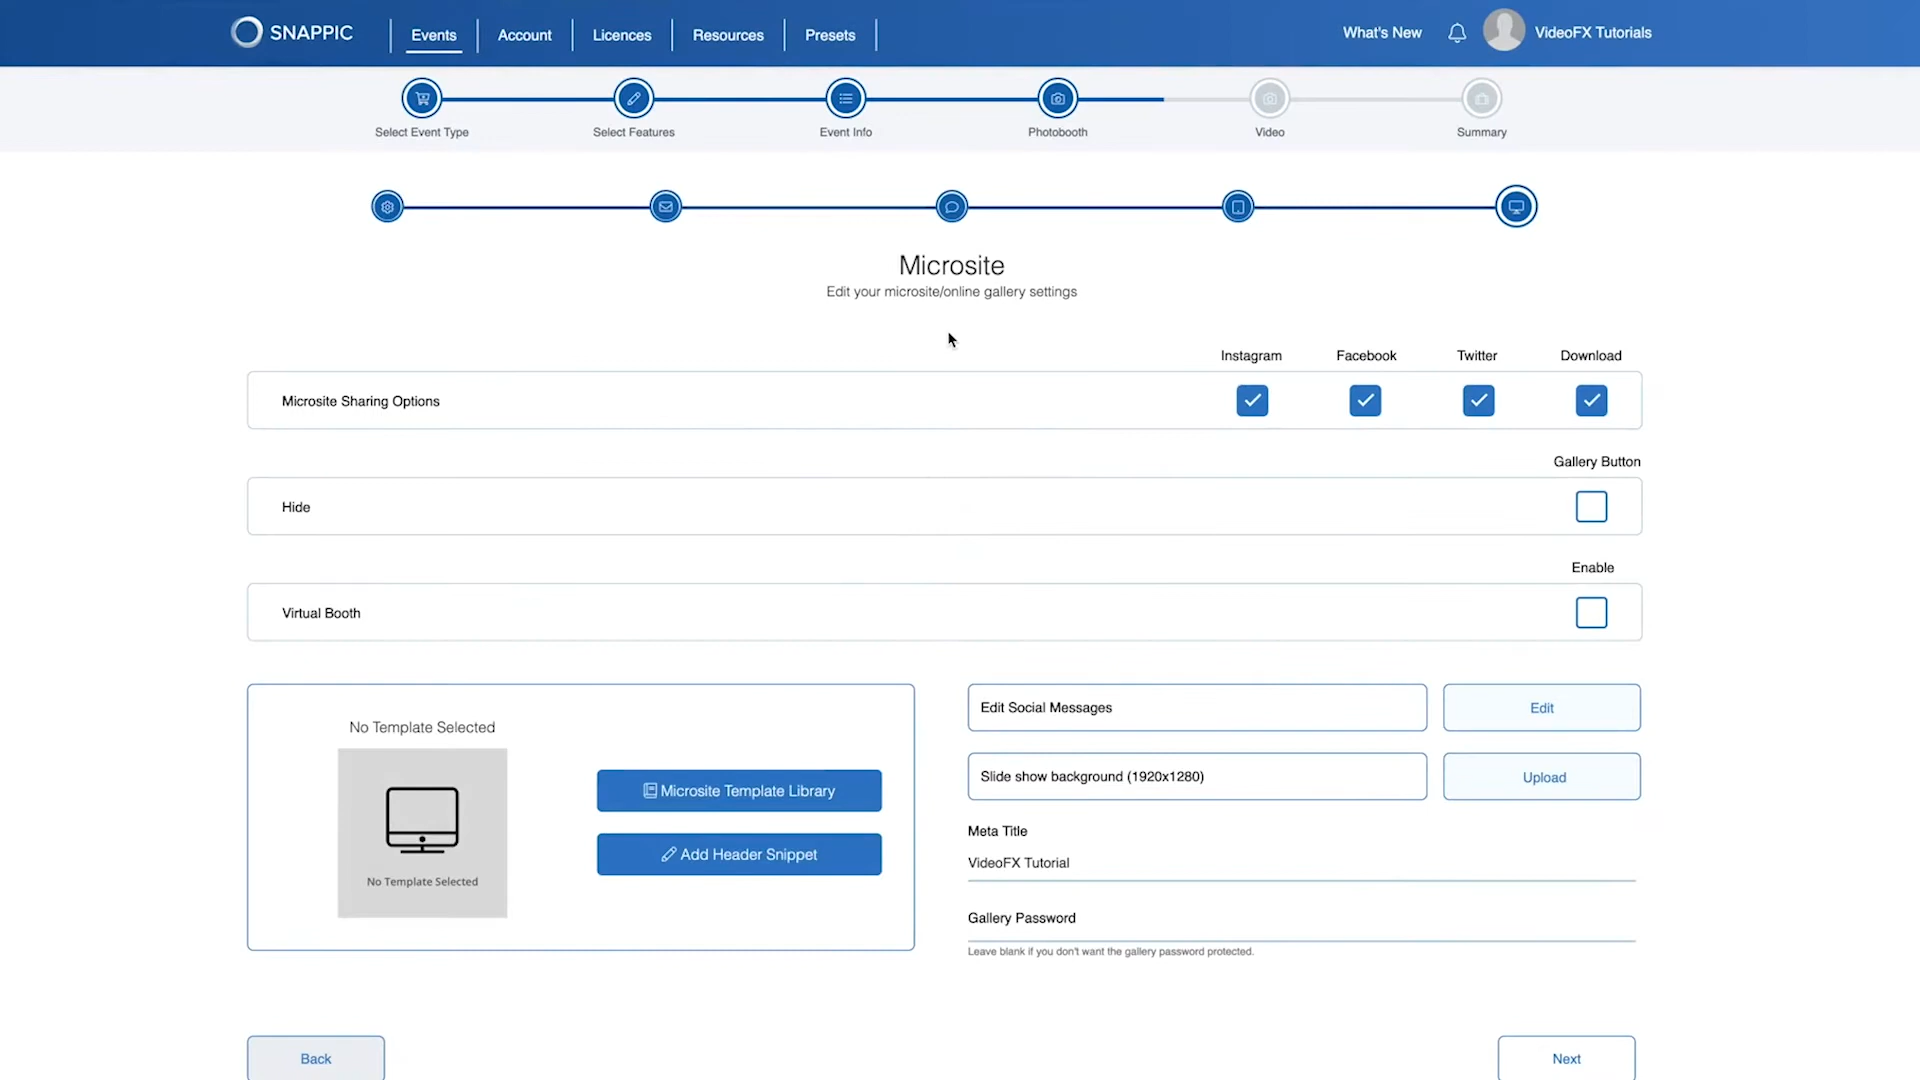 SNAPPIC
Events
Account
Licences
Resources
Presets
What's New
VideoFX Tutorials
Select Event Type
Select Features
Event Info
Photobooth
Video
Summary
Microsite
Edit your microsite/online gallery settings
Instagram
Facebook
Twitter
Download
Microsite Sharing Options
Gallery Button
Hide
Enable
Virtual Booth
No Template Selected
No Template Selected
Microsite Template Library
Add Header Snippet
Edit Social Messages
Edit
Slide show background (1920x1280)
Upload
Meta Title
VideoFX Tutorial
Gallery Password
Leave blank if you don't want the gallery password protected.
Back
Next